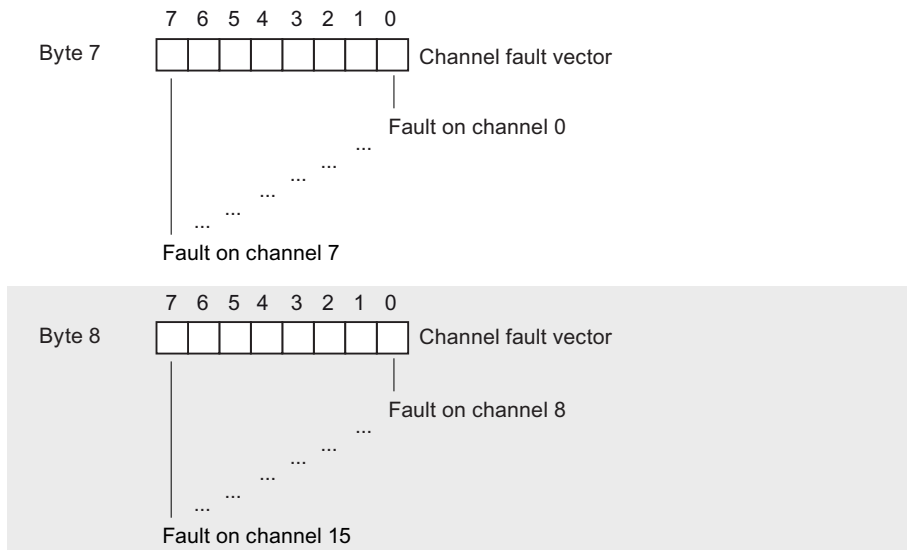 7 6 5 4 3 2 1 0
Byte 7 Channel fault vector
Fault on channel 0
...
...
...
...
...
...
Fault on channel 7
7 6 5 4 3 2 1 0
Byte 8 Channel fault vector
Fault on channel 8
...
...
...
...
...
...
Fault on channel 15